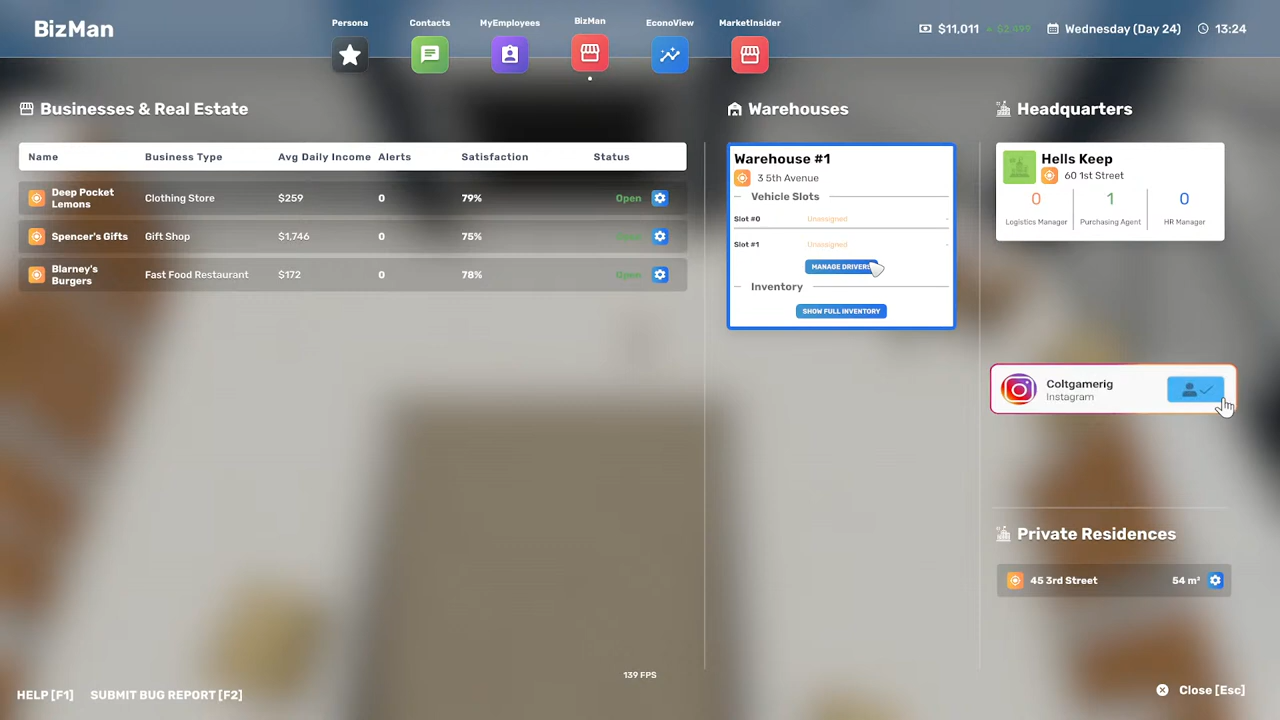 BizMan
Persona
Contacts
MyEmployees
BizMan
EconoView
MarketInsider
$11,011 ▲ $2,499
Wednesday (Day 24)
13:24
Businesses & Real Estate
Name Business Type Avg Daily Income Alerts Satisfaction Status
Deep Pocket
Lemons
Clothing Store $259 0 79% Open
Spencer's Gifts Gift Shop $1,746 0 75% Open
Blarney's
Burgers
Fast Food Restaurant $172 0 78% Open
Warehouses
Warehouse #1
3 5th Avenue
Vehicle Slots
Slot #0 Unassigned -
Slot #1 Unassigned -
MANAGE DRIVERS
Inventory
SHOW FULL INVENTORY
Headquarters
Hells Keep
60 1st Street
0 1 0
Logistics Manager Purchasing Agent HR Manager
Coltgamerig
Instagram
Private Residences
45 3rd Street 54 m²
139 FPS
HELP [F1] SUBMIT BUG REPORT [F2]
Close [Esc]